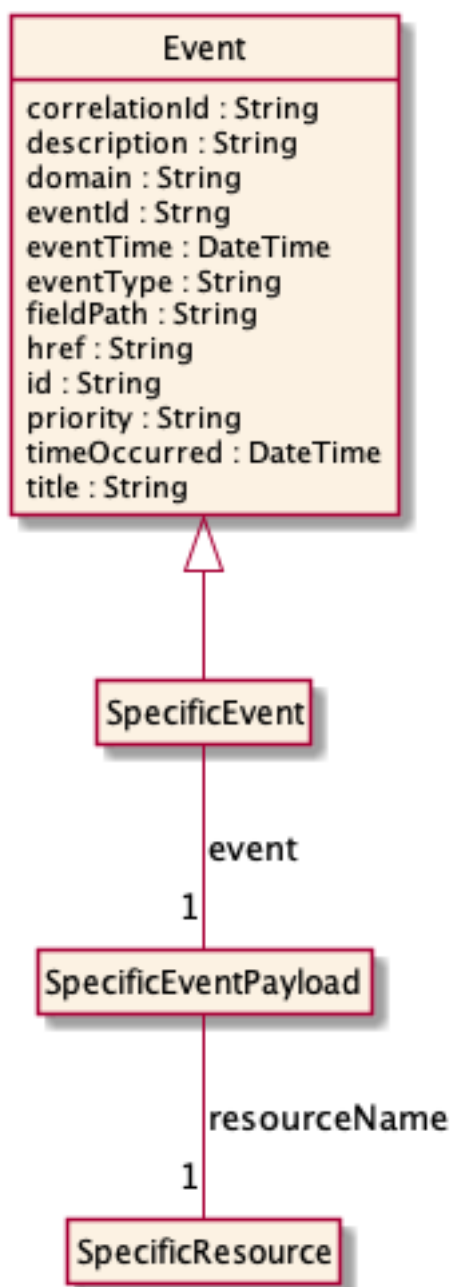 Event
correlationId : String
description : String
domain : String
eventId : Strng
eventTime : DateTime
eventType : String
fieldPath : String
href : String
id : String
priority : String
timeOccurred : DateTime
title : String
SpecificEvent
event
1
SpecificEventPayload
resourceName
1
SpecificResource